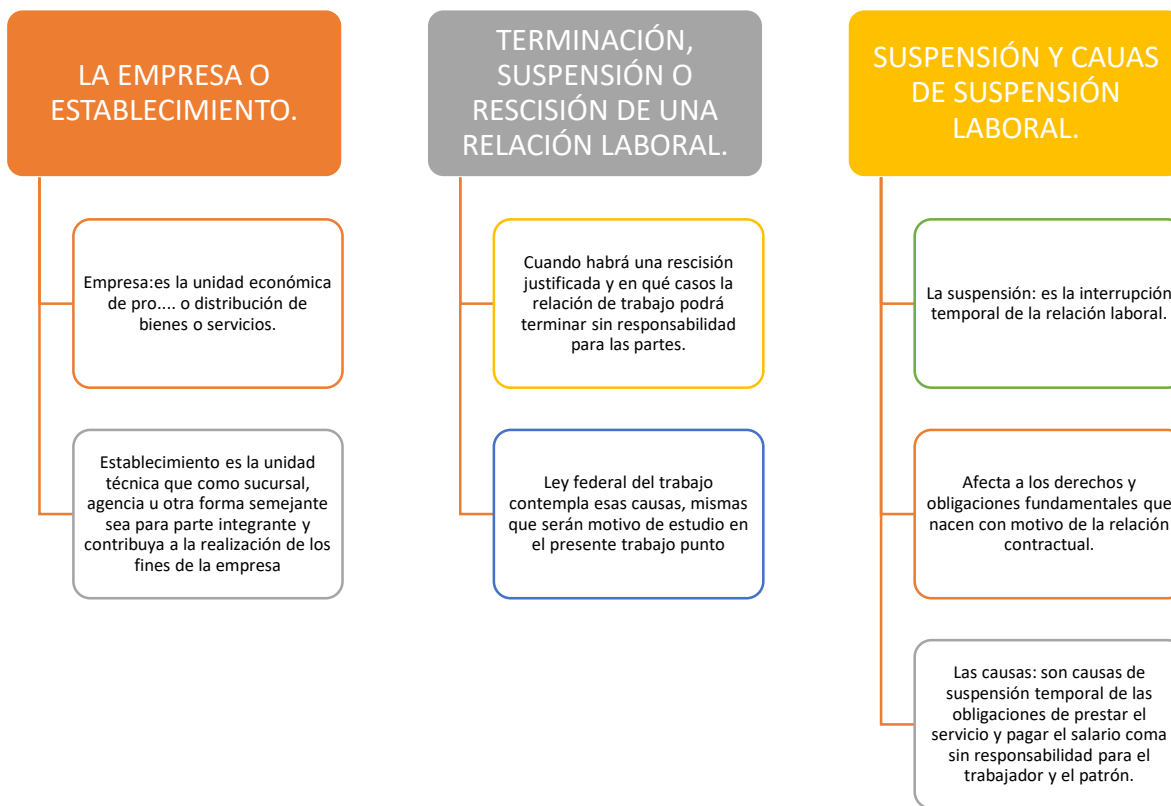 LA EMPRESA O
ESTABLECIMIENTO.
Empresa:es la unidad económica
de pro.... o distribución de
bienes o servicios.
Establecimiento es la unidad
técnica que como sucursal,
agencia u otra forma semejante
sea para parte integrante y
contribuya a la realización de los
fines de la empresa
TERMINACIÓN,
SUSPENSIÓN O
RESCISIÓN DE UNA
RELACIÓN LABORAL.
Cuando habrá una rescisión
justificada y en qué casos la
relación de trabajo podrá
terminar sin responsabilidad
para las partes.
Ley federal del trabajo
contempla esas causas, mismas
que serán motivo de estudio en
el presente trabajo punto
SUSPENSIÓN Y CAUAS
DE SUSPENSIÓN
LABORAL.
La suspensión: es la interrupción
temporal de la relación laboral.
Afecta a los derechos y
obligaciones fundamentales que
nacen con motivo de la relación
contractual.
Las causas: son causas de
suspensión temporal de las
obligaciones de prestar el
servicio y pagar el salario coma
sin responsabilidad para el
trabajador y el patrón.